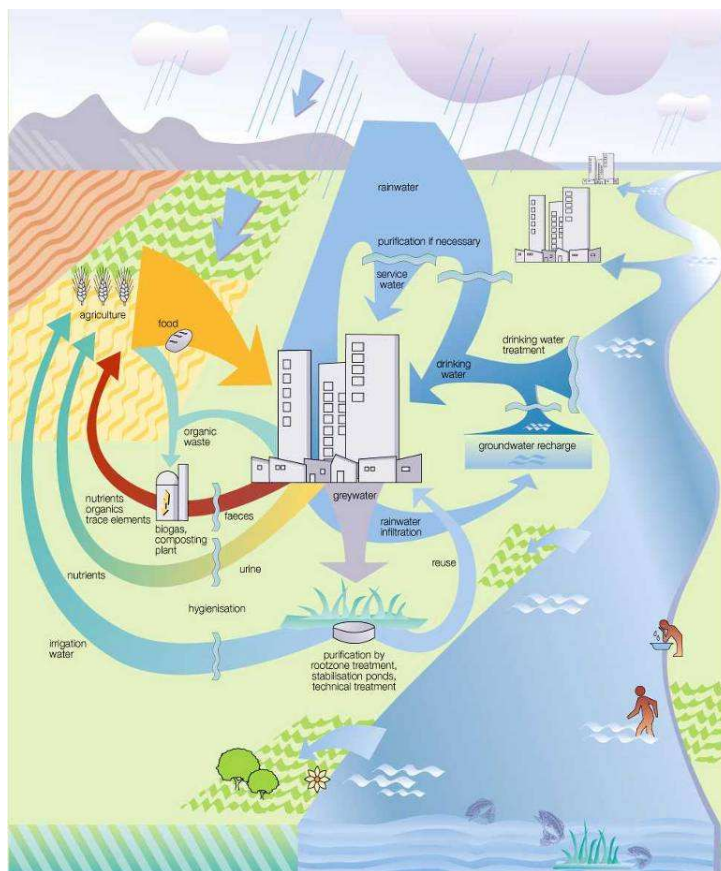 rainwater
purification if necessary
service
water
agriculture
food
drinking water
treatment
drinking
water
organic
waste
groundwater recharge
nutrients
organics
trace elements
biogas,
composting
plant
faeces
greywater
rainwater
infiltration
nutrients
urine
reuse
hygienisation
irrigation
water
purification by
rootzone treatment,
stabilisation ponds,
technical treatment